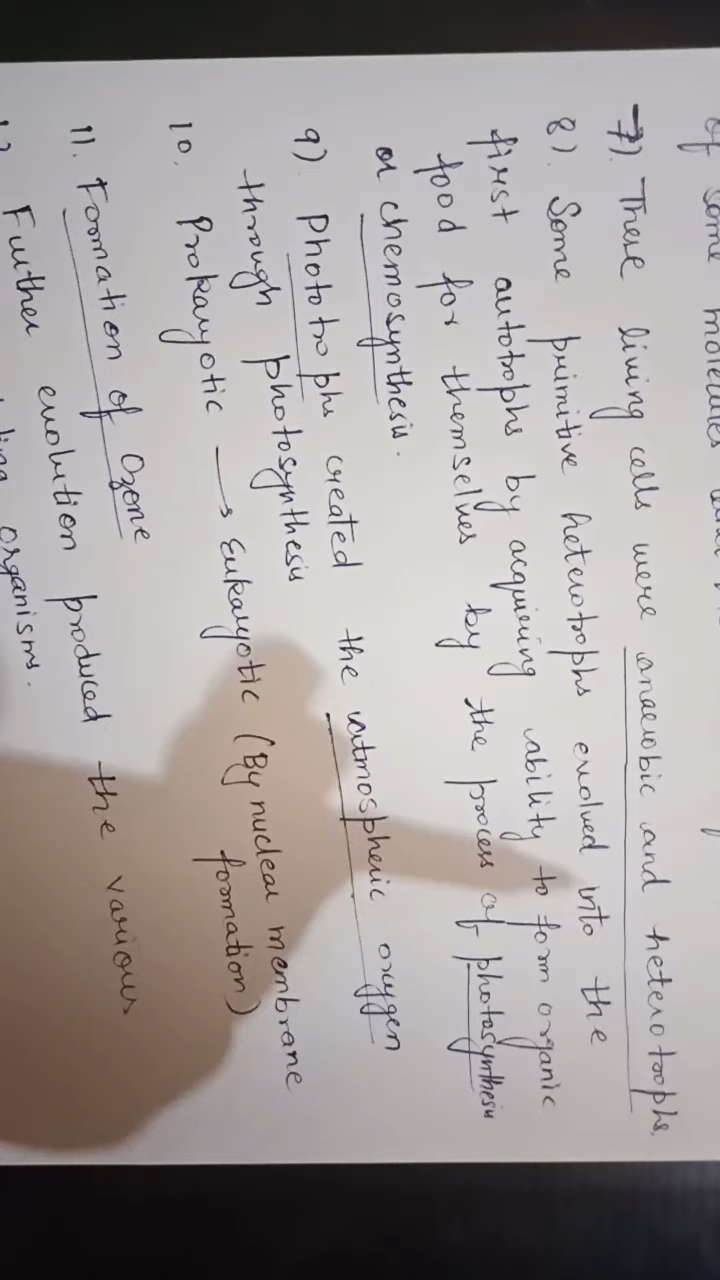 of some molecules
7). These living cells were anaerobic and heterotrophs.
8). Some primitive heterotrophs evolved into the
first autotrophs by acquiring ability to form organic
food for themselves by the process of photosynthesis
or chemosynthesis.
9). Phototrophs created the atmospheric oxygen
through photosynthesis
10. Prokaryotic → Eukaryotic (By nuclear membrane
formation)
11. Formation of Ozone
Further evolution produced the various
organisms.